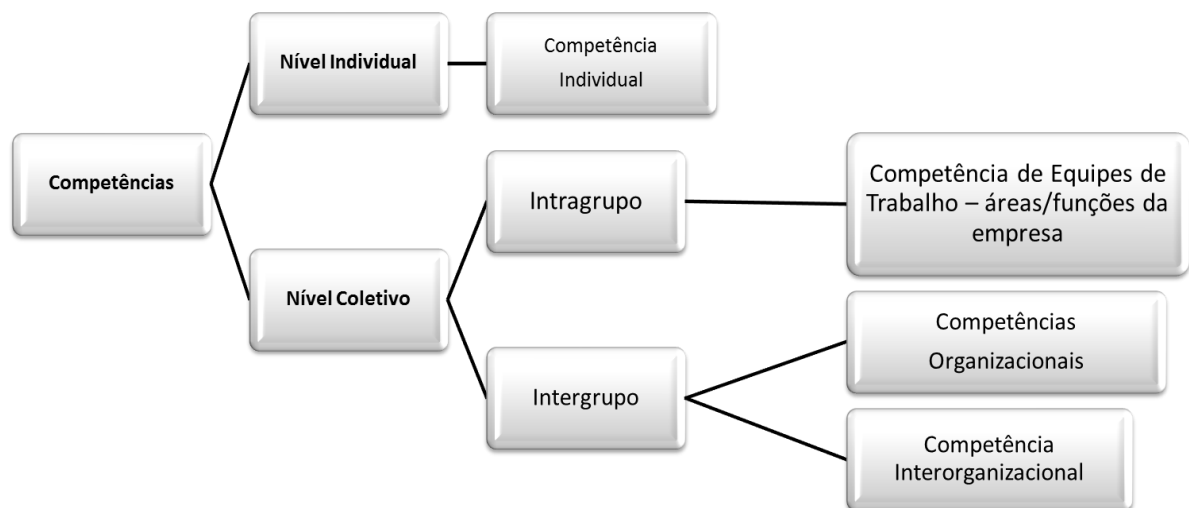 Competências
Nível Individual
Competência
Individual
Nível Coletivo
Intragrupo
Competência de Equipes de
Trabalho – áreas/funções da
empresa
Intergrupo
Competências
Organizacionais
Competência
Interorganizacional